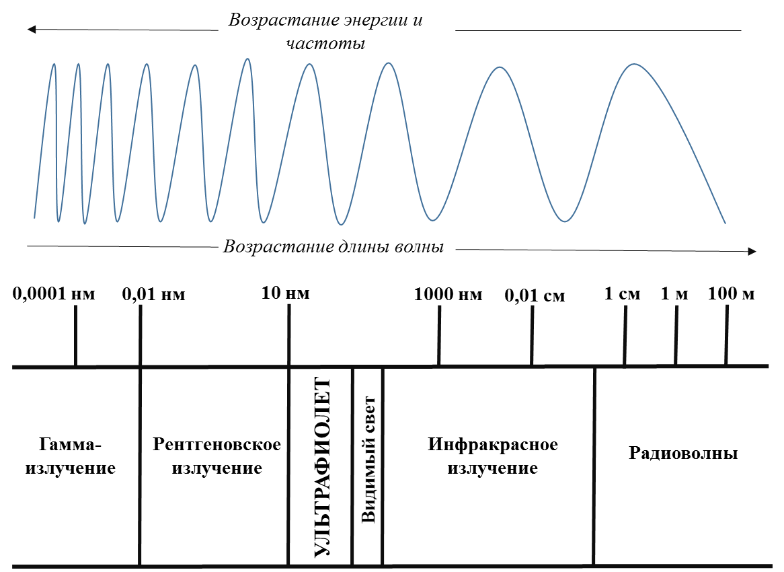 Возрастание энергии и
частоты
Возрастание длины волны
0,0001 нм
0,01 нм
10 нм
1000 нм
0,01 см
1 см
1 м
100 м
Гамма-
излучение
Рентгеновское
излучение
УЛЬТРАФИОЛЕТ
Видимый свет
Инфракрасное
излучение
Радиоволны